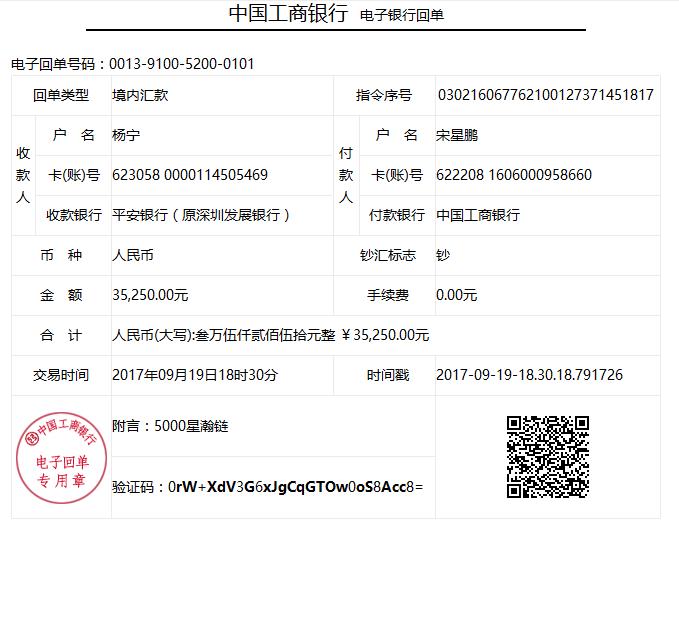 中国工商银行 电子银行回单
电子回单号码：0013-9100-5200-0101
回单类型 境内汇款 指令序号 030216067762100127371451817
收款人 户 名 杨宁 付款人 户 名 宋星鹏
卡(账)号 623058 0000114505469 卡(账)号 622208 1606000958660
收款银行 平安银行（原深圳发展银行） 付款银行 中国工商银行
币 种 人民币 钞汇标志 钞
金 额 35,250.00元 手续费 0.00元
合 计 人民币(大写):叁万伍仟贰佰伍拾元整 ￥35,250.00元
交易时间 2017年09月19日18时30分 时间戳 2017-09-19-18.30.18.791726
中国工商银行
电子回单
专用章
附言：5000星瀚链
验证码：0rW+XdV3G6xJgCqGTOw0oS8Acc8=